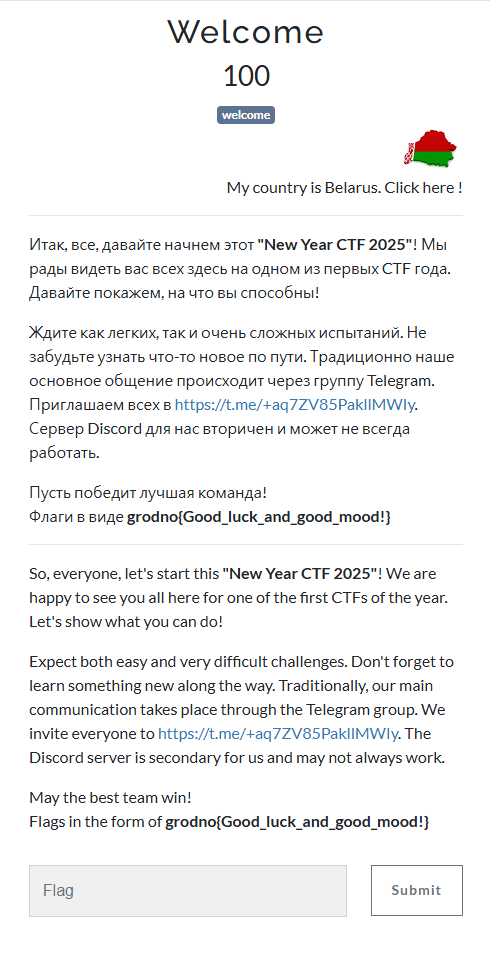 Welcome
100
welcome
My country is Belarus. Click here !
Итак, все, давайте начнем этот "New Year CTF 2025"! Мы
рады видеть вас всех здесь на одном из первых CTF года.
Давайте покажем, на что вы способны!
Ждите как легких, так и очень сложных испытаний. Не
забудьте узнать что-то новое по пути. Традиционно наше
основное общение происходит через группу Telegram.
Приглашаем всех в https://t.me/+aq7ZV85PakllMWIy.
Сервер Discord для нас вторичен и может не всегда
работать.
Пусть победит лучшая команда!
Флаги в виде grodno{Good_luck_and_good_mood!}
So, everyone, let's start this "New Year CTF 2025"! We are
happy to see you all here for one of the first CTFs of the year.
Let's show what you can do!
Expect both easy and very difficult challenges. Don't forget to
learn something new along the way. Traditionally, our main
communication takes place through the Telegram group. We
invite everyone to https://t.me/+aq7ZV85PakllMWIy. The
Discord server is secondary for us and may not always work.
May the best team win!
Flags in the form of grodno{Good_luck_and_good_mood!}
Flag
Submit